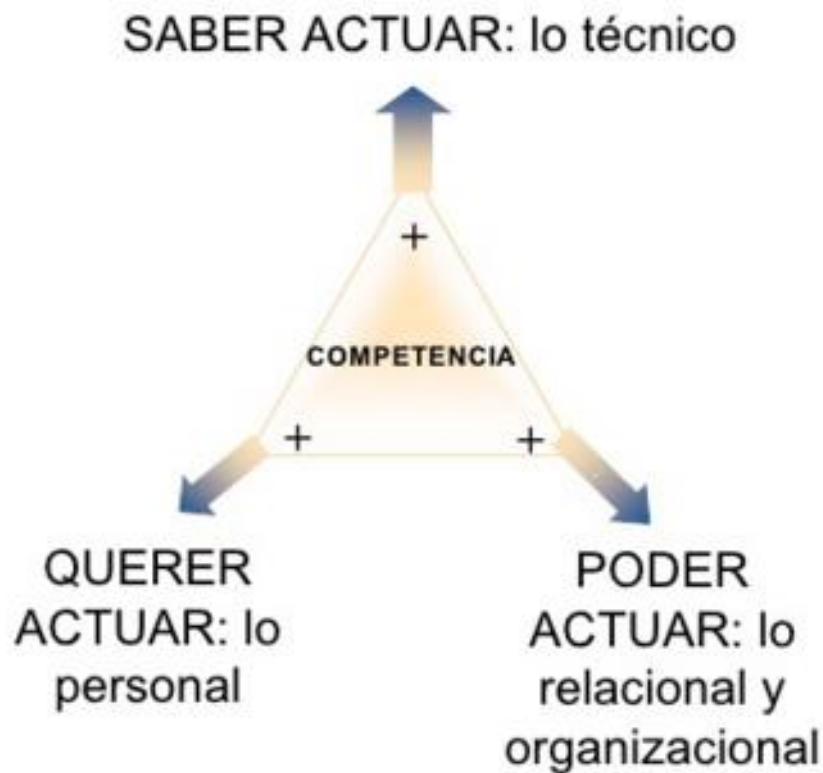 SABER ACTUAR: lo técnico
+
COMPETENCIA
+
+
QUERER
ACTUAR: lo
personal
PODER
ACTUAR: lo
relacional y
organizacional